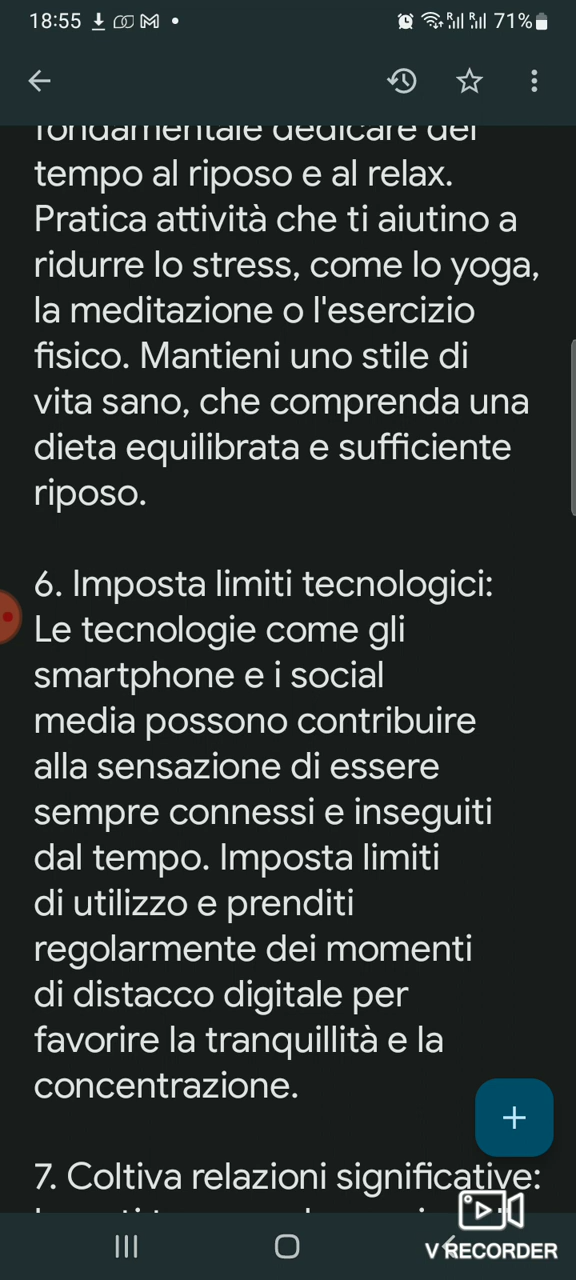 18:55
71%
fondamentale dedicare del
tempo al riposo e al relax.
Pratica attività che ti aiutino a
ridurre lo stress, come lo yoga,
la meditazione o l'esercizio
fisico. Mantieni uno stile di
vita sano, che comprenda una
dieta equilibrata e sufficiente
riposo.
6. Imposta limiti tecnologici:
Le tecnologie come gli
smartphone e i social
media possono contribuire
alla sensazione di essere
sempre connessi e inseguiti
dal tempo. Imposta limiti
di utilizzo e prenditi
regolarmente dei momenti
di distacco digitale per
favorire la tranquillità e la
concentrazione.
7. Coltiva relazioni significative:
V RECORDER